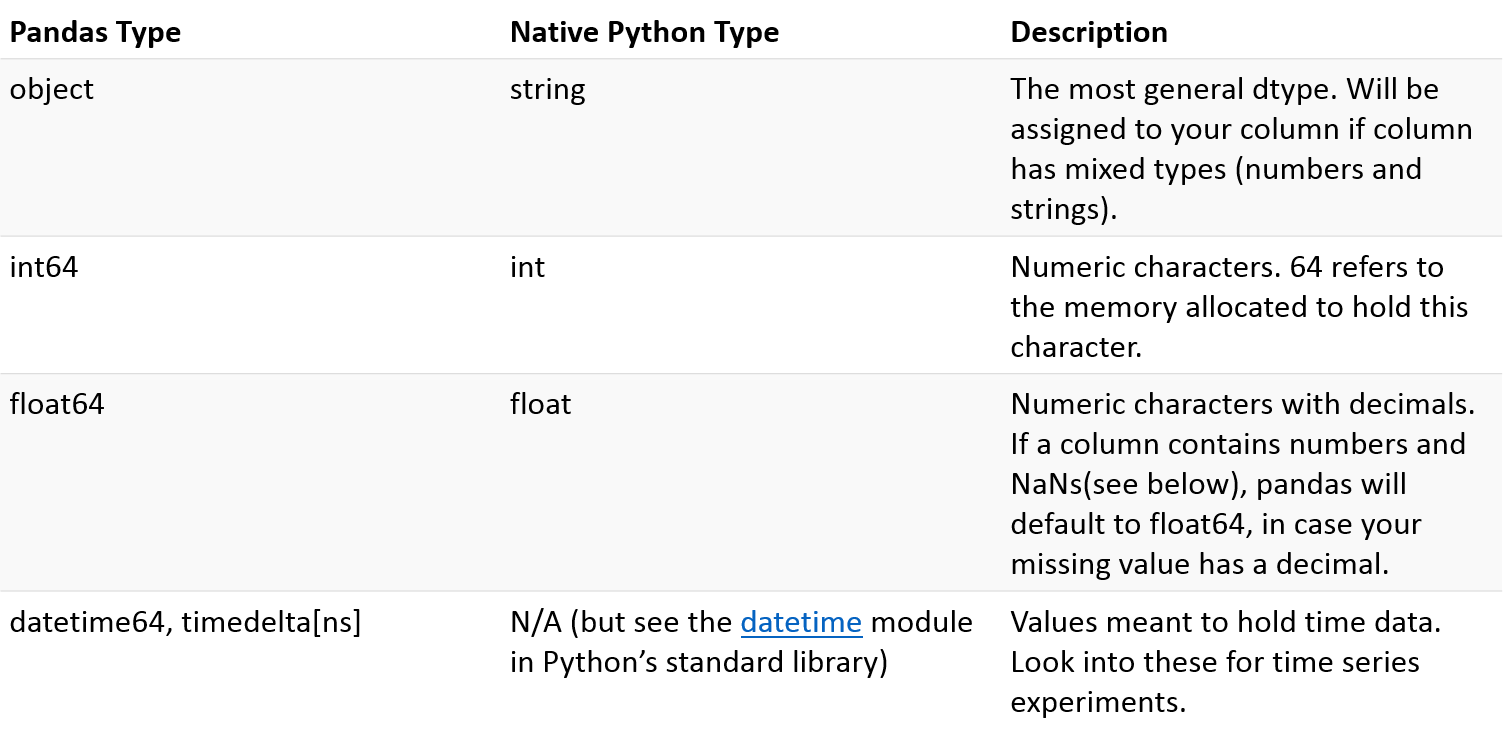 Pandas Type Native Python Type Description
object string The most general dtype. Will be
assigned to your column if column
has mixed types (numbers and
strings).
int64 int Numeric characters. 64 refers to
the memory allocated to hold this
character.
float64 float Numeric characters with decimals.
If a column contains numbers and
NaNs(see below), pandas will
default to float64, in case your
missing value has a decimal.
datetime64, timedelta[ns] N/A (but see the datetime module Values meant to hold time data.
in Python’s standard library) Look into these for time series
experiments.